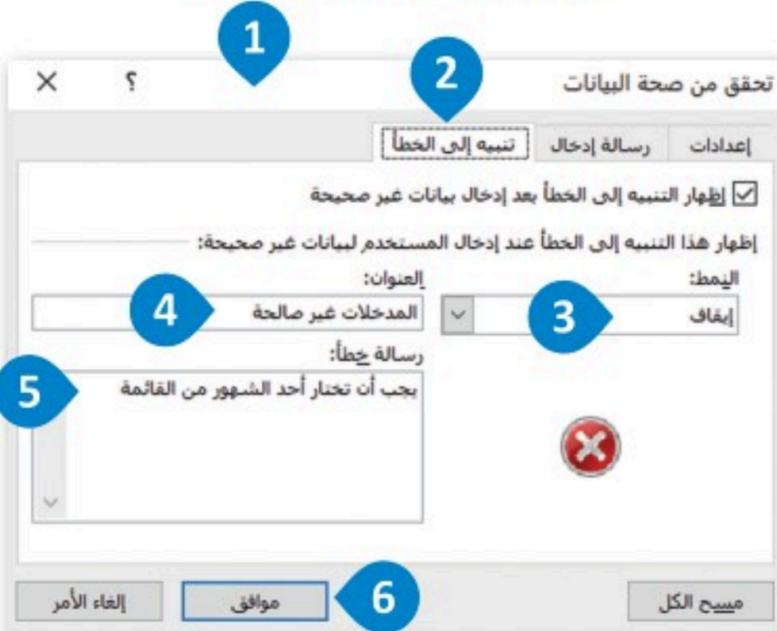 1
2
تحقق من صحة البيانات ؟ ×
إعدادات رسالة إدخال تنبيه إلى الخطأ
إظهار التنبيه إلى الخطأ بعد إدخال بيانات غير صحيحة
إظهار هذا التنبيه إلى الخطأ عند إدخال المستخدم لبيانات غير صحيحة:
النمط: العنوان:
إيقاف 3 المدخلات غير صالحة 4
رسالة خطأ:
يجب أن تختار أحد الشهور من القائمة 5
مسح الكل 6 موافق إلغاء الأمر